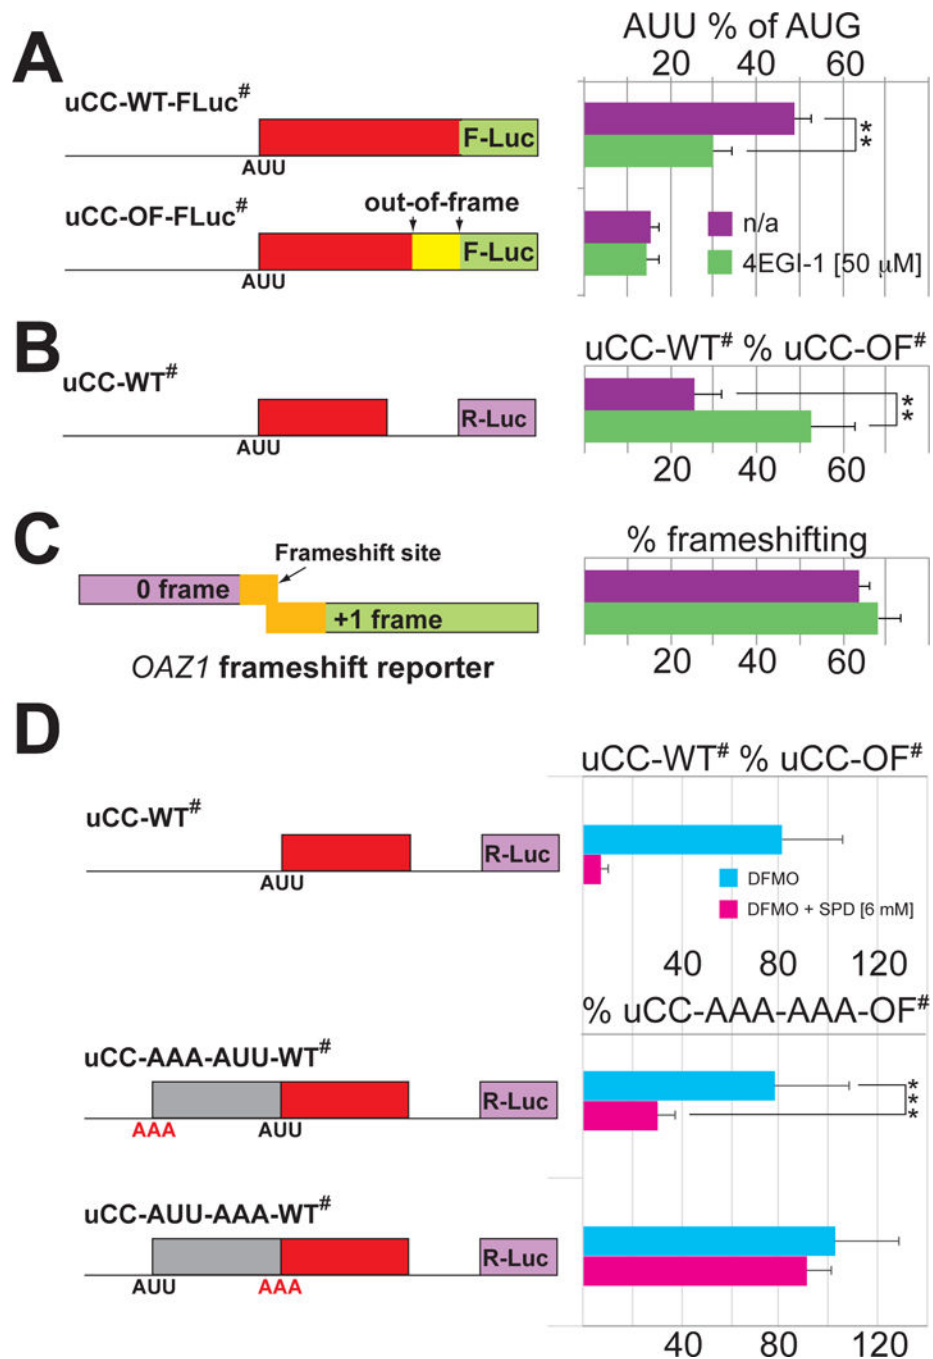 A
AUU % of AUG
20 40 60
uCC-WT-FLuc#
F-Luc
AUU
* *
uCC-OF-FLuc#
out-of-frame
F-Luc
AUU
n/a
4EGI-1 [50 µM]
B
uCC-WT# % uCC-OF#
uCC-WT#
R-Luc
AUU
* *
20 40 60
C
% frameshifting
Frameshift site
0 frame
+1 frame
OAZ1 frameshift reporter
20 40 60
D
uCC-WT# % uCC-OF#
uCC-WT#
R-Luc
AUU
DFMO
DFMO + SPD [6 mM]
40 80 120
% uCC-AAA-AAA-OF#
uCC-AAA-AUU-WT#
R-Luc
AAA AUU
* * *
uCC-AUU-AAA-WT#
R-Luc
AUU AAA
40 80 120